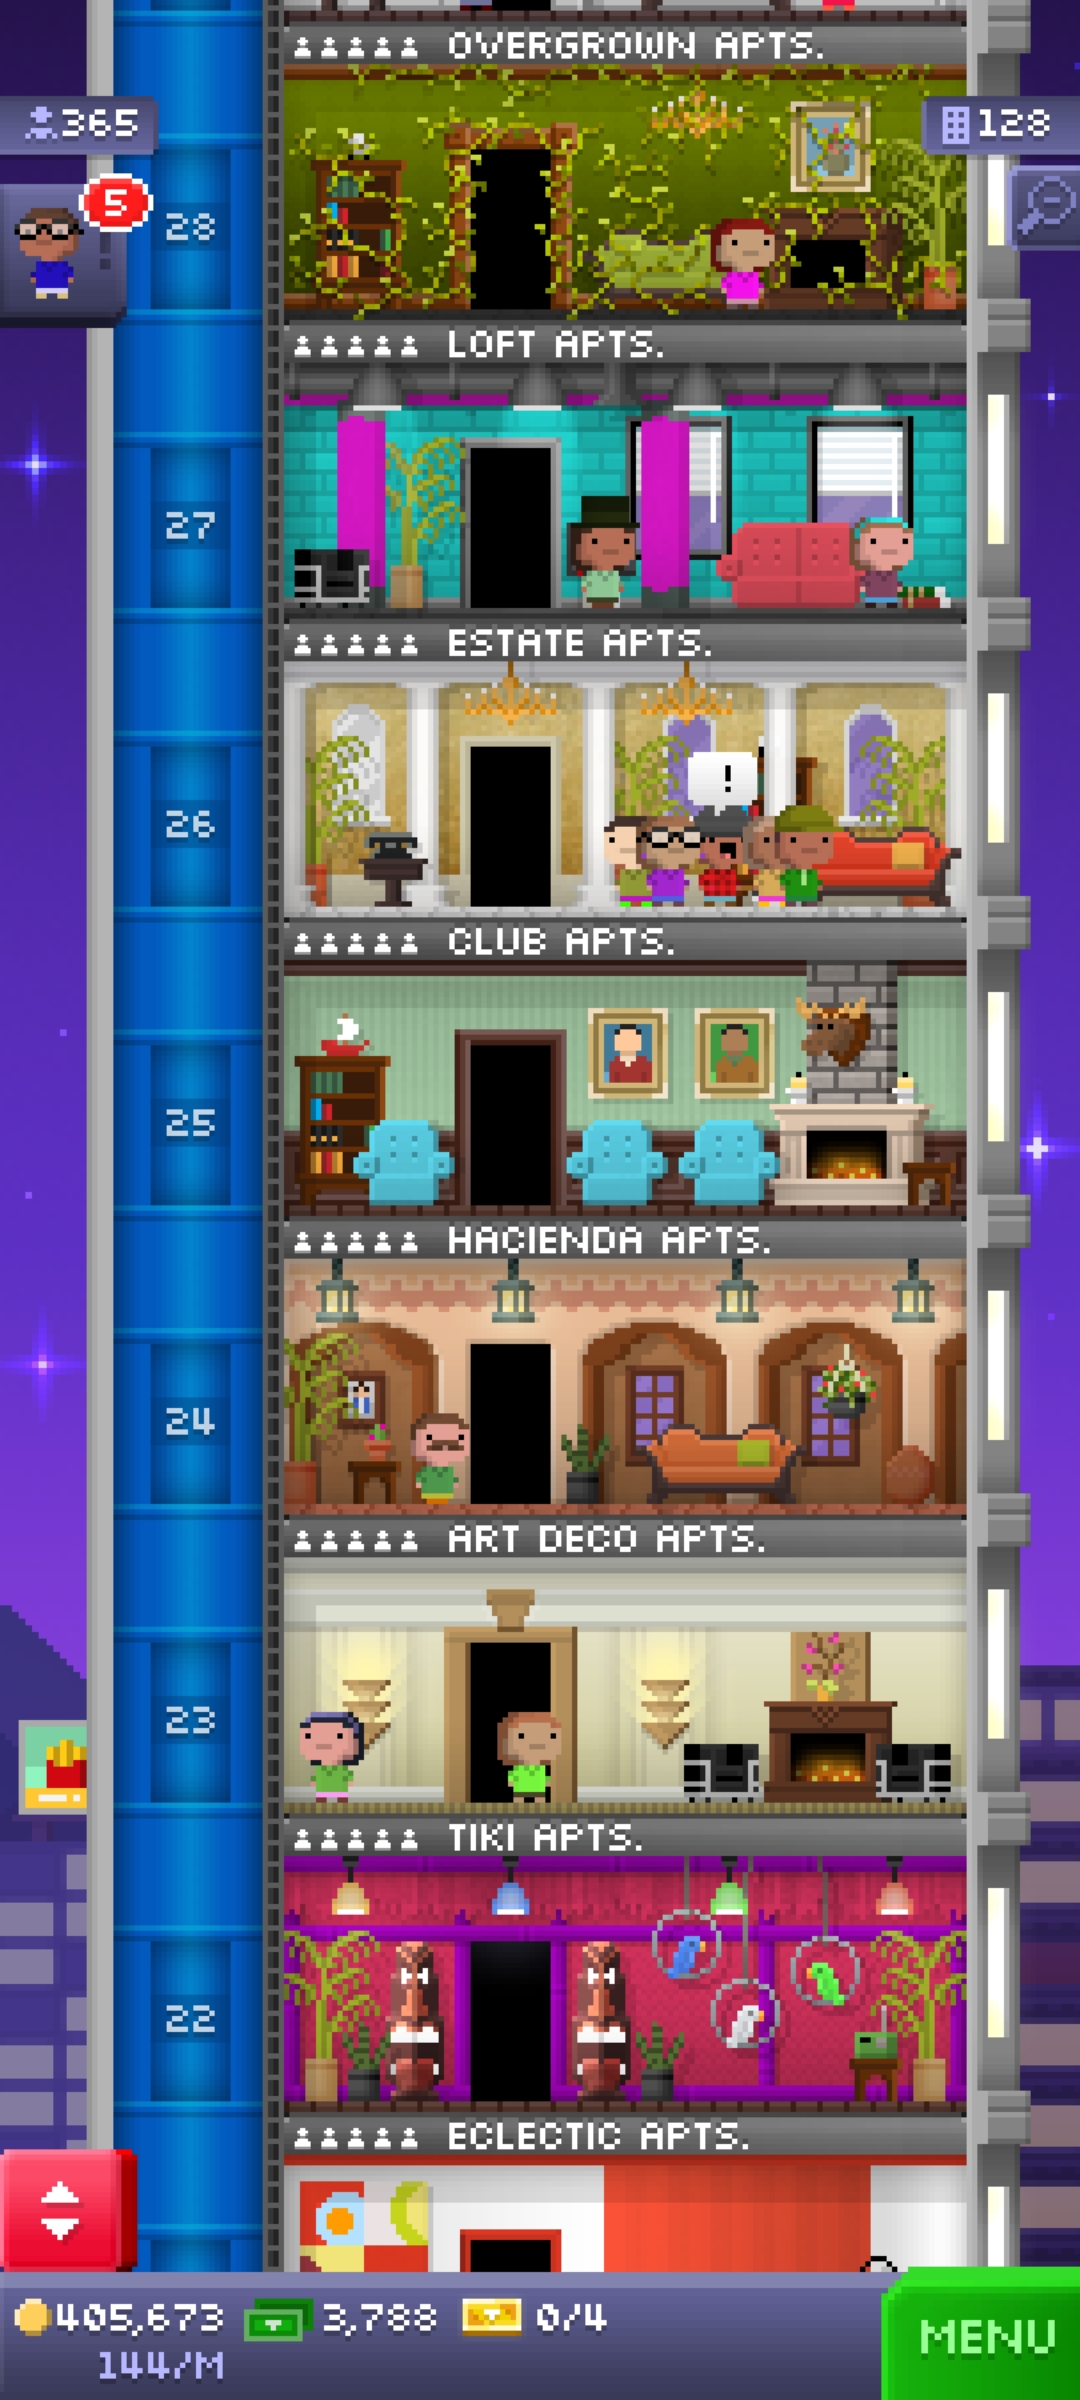 OVERGROWN APTS.
365
128
5
28
LOFT APTS.
27
ESTATE APTS.
!
26
CLUB APTS.
25
HACIENDA APTS.
24
ART DECO APTS.
23
TIKI APTS.
22
ECLECTIC APTS.
405,673 3,788 0/4
144/M
MENU